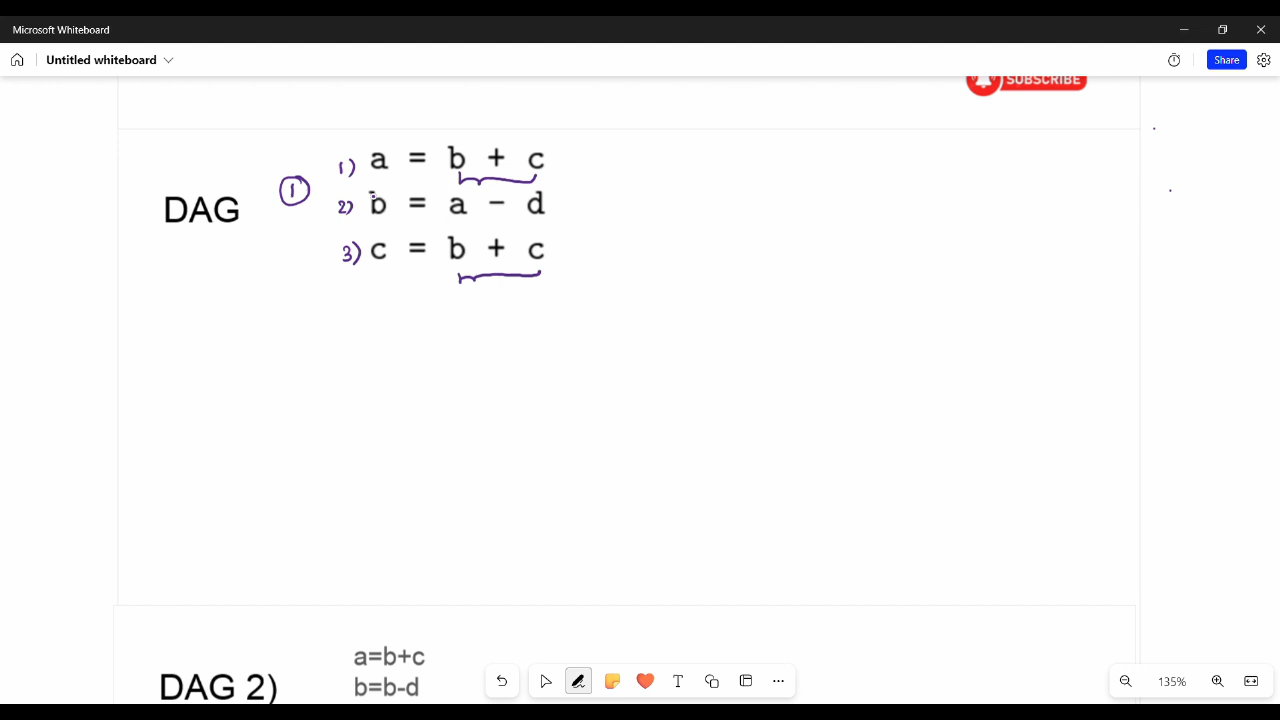 Microsoft Whiteboard
Untitled whiteboard
Share
SUBSCRIBE
1) a = b + c
DAG 1 2) b = a - d
3) c = b + c
a=b+c
DAG 2) b=b-d
T
135%